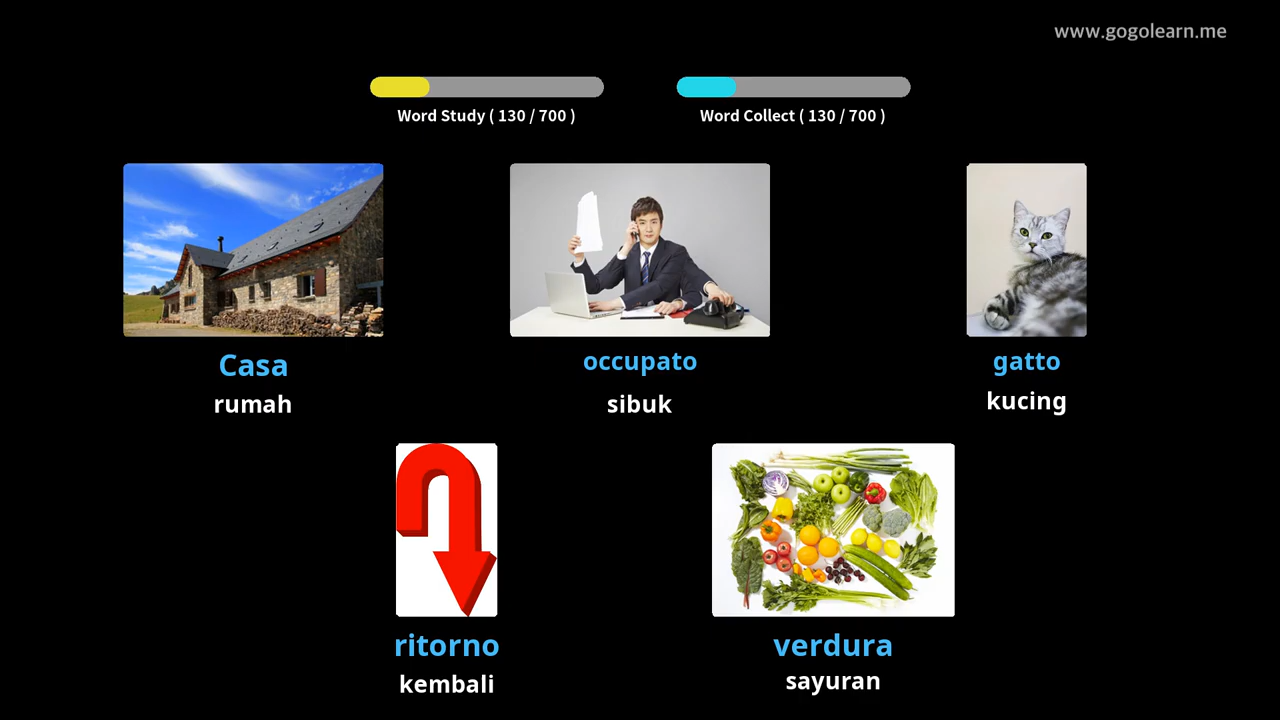 www.gogolearn.me
Word Study ( 130 / 700 )
Word Collect ( 130 / 700 )
Casa
rumah
occupato
sibuk
gatto
kucing
ritorno
kembali
verdura
sayuran